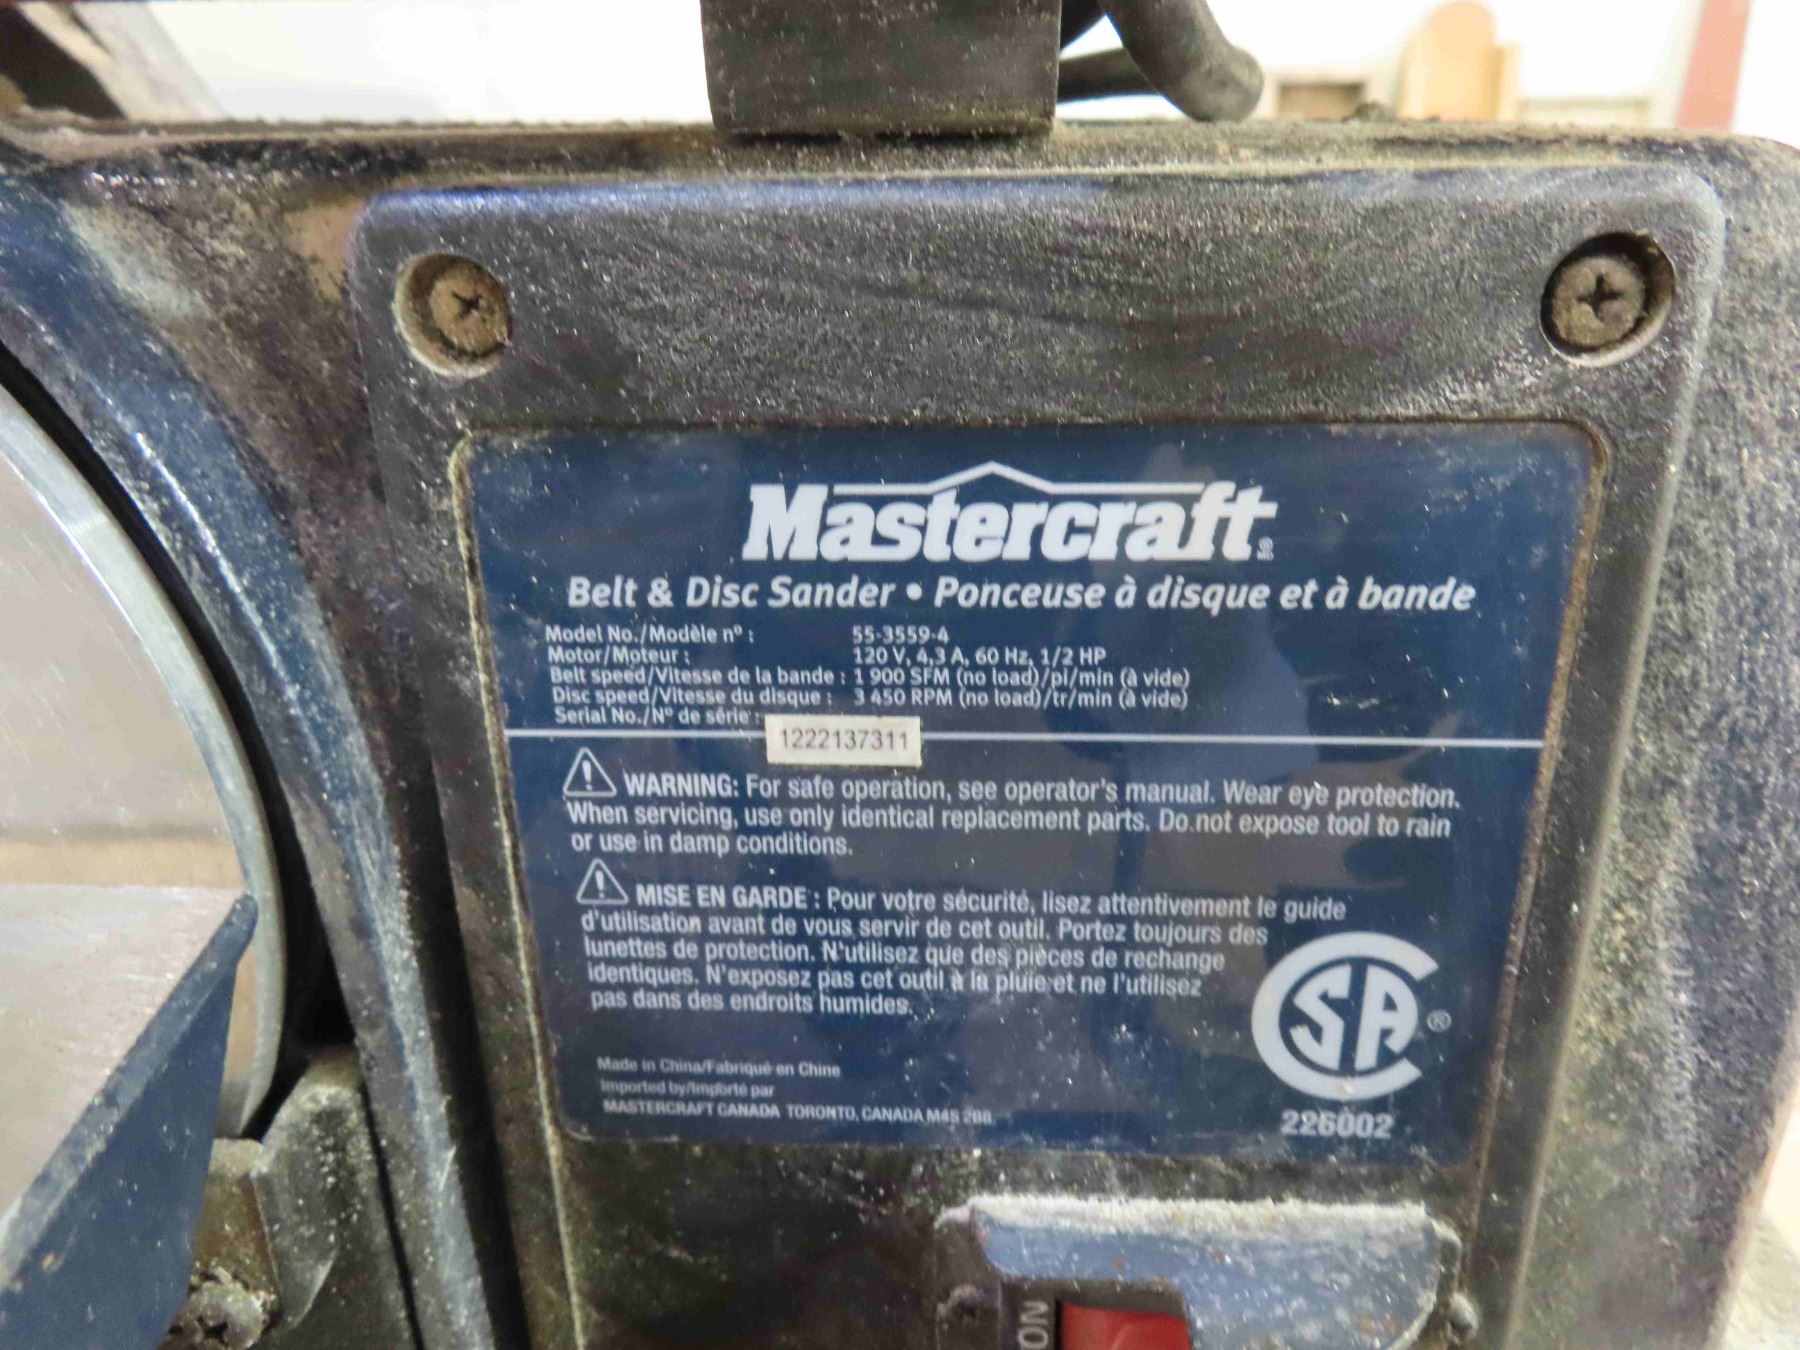 Mastercraft®
Belt & Disc Sander • Ponceuse à disque et à bande
Model No./Modèle nº : 55-3559-4
Motor/Moteur : 120 V, 4,3 A, 60 Hz, 1/2 HP
Belt speed/Vitesse de la bande : 1 900 SFM (no load)/pi/min (à vide)
Disc speed/Vitesse du disque : 3 450 RPM (no load)/tr/min (à vide)
Serial No./Nº de série :
1222137311
WARNING: For safe operation, see operator's manual. Wear eye protection.
When servicing, use only identical replacement parts. Do not expose tool to rain
or use in damp conditions.
MISE EN GARDE : Pour votre sécurité, lisez attentivement le guide
d'utilisation avant de vous servir de cet outil. Portez toujours des
lunettes de protection. N'utilisez que des pièces de rechange
identiques. N'exposez pas cet outil à la pluie et ne l'utilisez
pas dans des endroits humides.
CSA®
226002
Made in China/Fabriqué en Chine
Imported by/Importé par
MASTERCRAFT CANADA TORONTO, CANADA M4S 2B8
ON